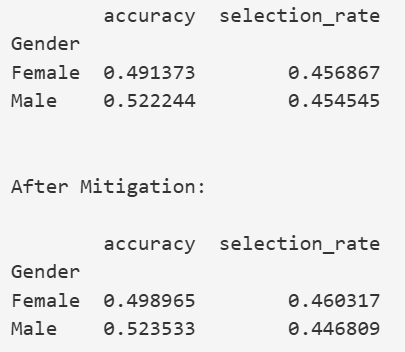 accuracy selection_rate
Gender
Female 0.491373 0.456867
Male 0.522244 0.454545
After Mitigation:
accuracy selection_rate
Gender
Female 0.498965 0.460317
Male 0.523533 0.446809